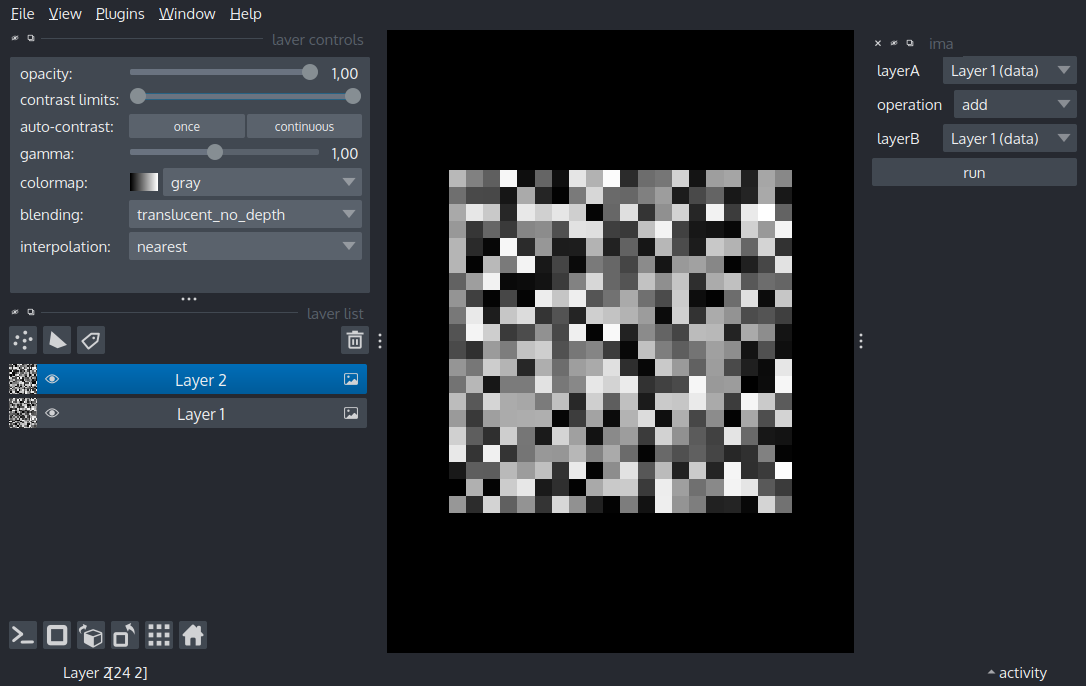 File View Plugins Window Help
layer controls
opacity: 1,00
contrast limits:
auto-contrast: once continuous
gamma: 1,00
colormap: gray
blending: translucent_no_depth
interpolation: nearest
layer list
Layer 2
Layer 1
Layer 2[24 2]
ima
layerA Layer 1 (data)
operation add
layerB Layer 1 (data)
run
activity